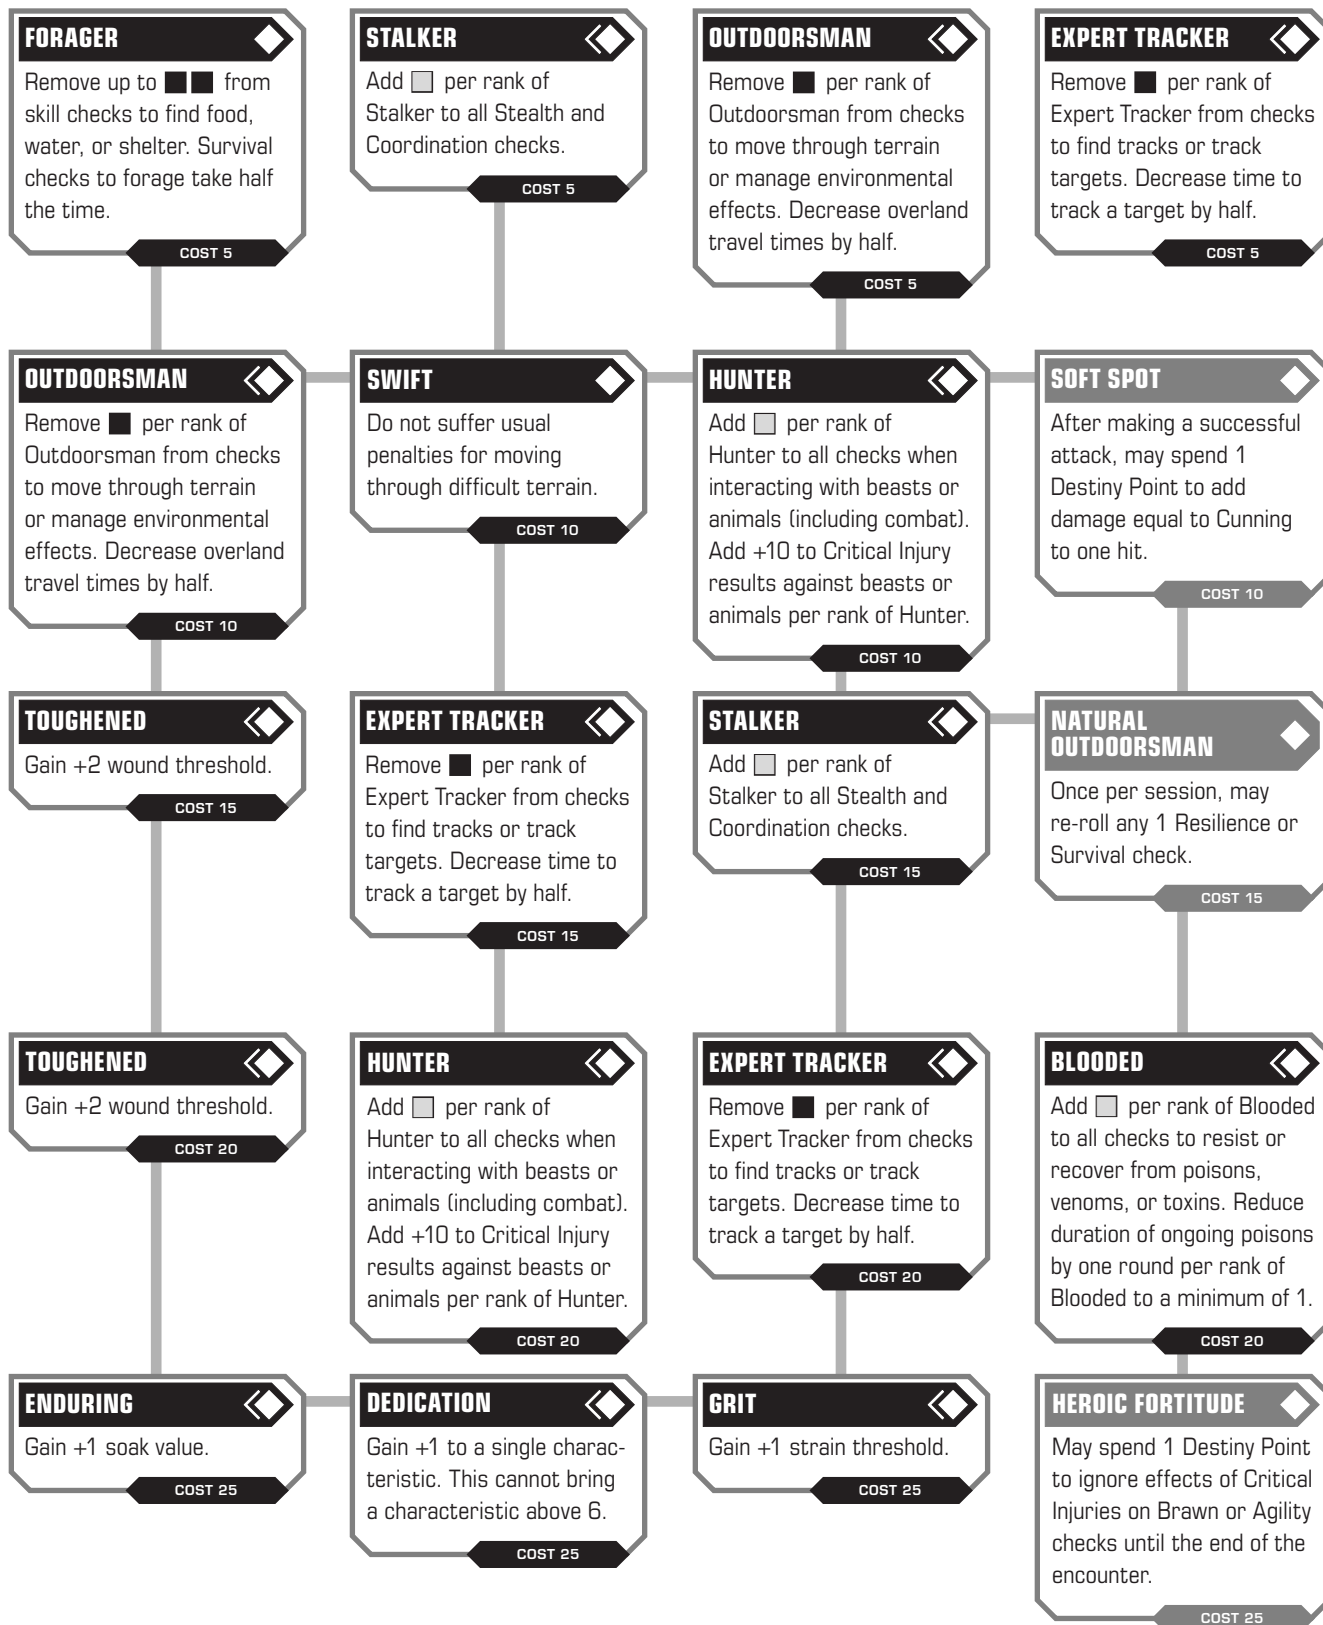 FORAGER
Remove up to from
skill checks to find food,
water, or shelter. Survival
checks to forage take half
the time.
COST 5
STALKER
Add per rank of
Stalker to all Stealth and
Coordination checks.
COST 5
OUTDOORSMAN
Remove per rank of
Outdoorsman from checks
to move through terrain
or manage environmental
effects. Decrease overland
travel times by half.
COST 5
EXPERT TRACKER
Remove per rank of
Expert Tracker from checks
to find tracks or track
targets. Decrease time to
track a target by half.
COST 5
OUTDOORSMAN
Remove per rank of
Outdoorsman from checks
to move through terrain
or manage environmental
effects. Decrease overland
travel times by half.
COST 10
SWIFT
Do not suffer usual
penalties for moving
through difficult terrain.
COST 10
HUNTER
Add per rank of
Hunter to all checks when
interacting with beasts or
animals (including combat).
Add +10 to Critical Injury
results against beasts or
animals per rank of Hunter.
COST 10
SOFT SPOT
After making a successful
attack, may spend 1
Destiny Point to add
damage equal to Cunning
to one hit.
COST 10
TOUGHENED
Gain +2 wound threshold.
COST 15
EXPERT TRACKER
Remove per rank of
Expert Tracker from checks
to find tracks or track
targets. Decrease time to
track a target by half.
COST 15
STALKER
Add per rank of
Stalker to all Stealth and
Coordination checks.
COST 15
NATURAL
OUTDOORSMAN
Once per session, may
re-roll any 1 Resilience or
Survival check.
COST 15
TOUGHENED
Gain +2 wound threshold.
COST 20
HUNTER
Add per rank of
Hunter to all checks when
interacting with beasts or
animals (including combat).
Add +10 to Critical Injury
results against beasts or
animals per rank of Hunter.
COST 20
EXPERT TRACKER
Remove per rank of
Expert Tracker from checks
to find tracks or track
targets. Decrease time to
track a target by half.
COST 20
BLOODED
Add per rank of Blooded
to all checks to resist or
recover from poisons,
venoms, or toxins. Reduce
duration of ongoing poisons
by one round per rank of
Blooded to a minimum of 1.
COST 20
ENDURING
Gain +1 soak value.
COST 25
DEDICATION
Gain +1 to a single charac-
teristic. This cannot bring
a characteristic above 6.
COST 25
GRIT
Gain +1 strain threshold.
COST 25
HEROIC FORTITUDE
May spend 1 Destiny Point
to ignore effects of Critical
Injuries on Brawn or Agility
checks until the end of the
encounter.
COST 25